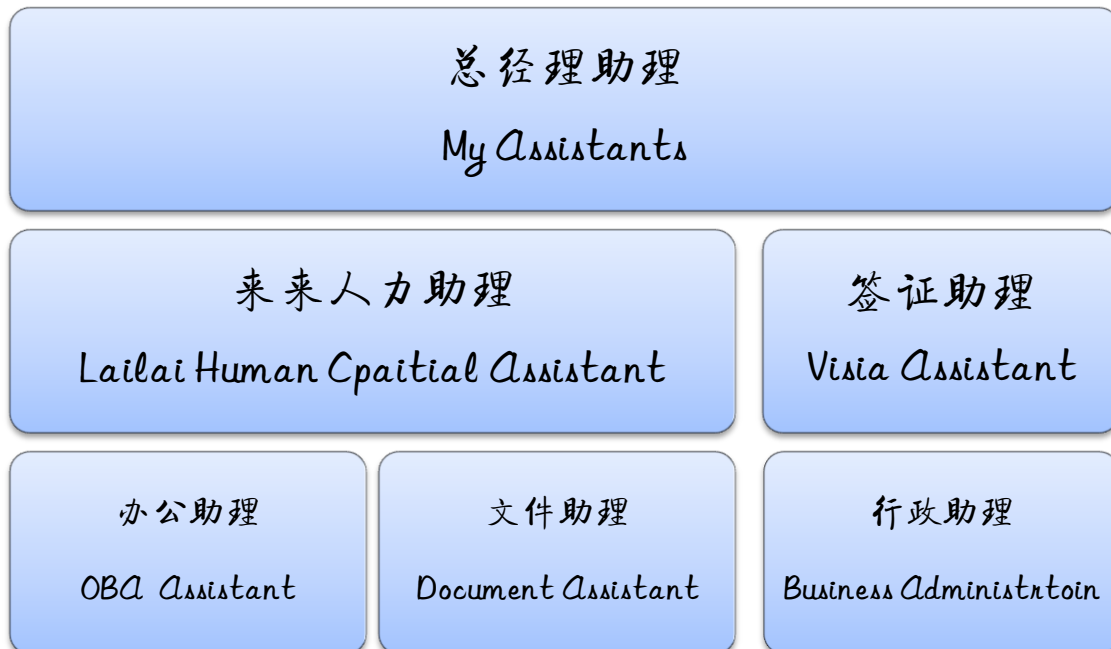 总经理助理
My Assistants
来来人力助理
Lailai Human Cpaitial Assistant
签证助理
Visia Assistant
办公助理
OBA Assistant
文件助理
Document Assistant
行政助理
Business Administrtoin